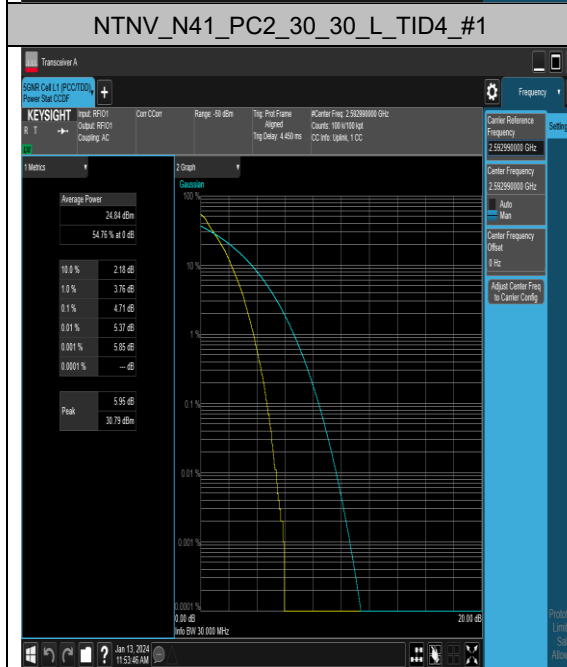 NTNV_N41_PC2_30_30_L_TID4_#1
Transceiver A
5GNR Cell L1 (PCC/TDD),
Power Stat CCDF
+
Frequency
KEYSIGHT
R T
Input: RFIO1
Output: RFIO1
Coupling: AC
Corr CCorr
Range: -50 dBm
Trig: Prot Frame
Aligned
Trig Delay: 4.450 ms
#Center Freq: 2.592990000 GHz
Counts: 100 k/100 kpt
CC Info: Uplink, 1 CC
Carrier Reference
Frequency
2.592990000 GHz
Setting
Center Frequency
2.592990000 GHz
Auto
Man
Center Frequency
Offset
0 Hz
Adjust Center Freq
to Carrier Config
1 Metrics
Average Power
24.84 dBm
54.76 % at 0 dB
10.0 % 2.18 dB
1.0 % 3.76 dB
0.1 % 4.71 dB
0.01 % 5.37 dB
0.001 % 5.85 dB
0.0001 % --- dB
Peak
5.95 dB
30.79 dBm
2 Graph
Gaussian
100 %
10 %
1 %
0.1 %
0.01 %
0.001 %
0.0001 %
0.00 dB
20.00 dB
Info BW 30.000 MHz
Jan 13, 2024
11:53:46 AM
?